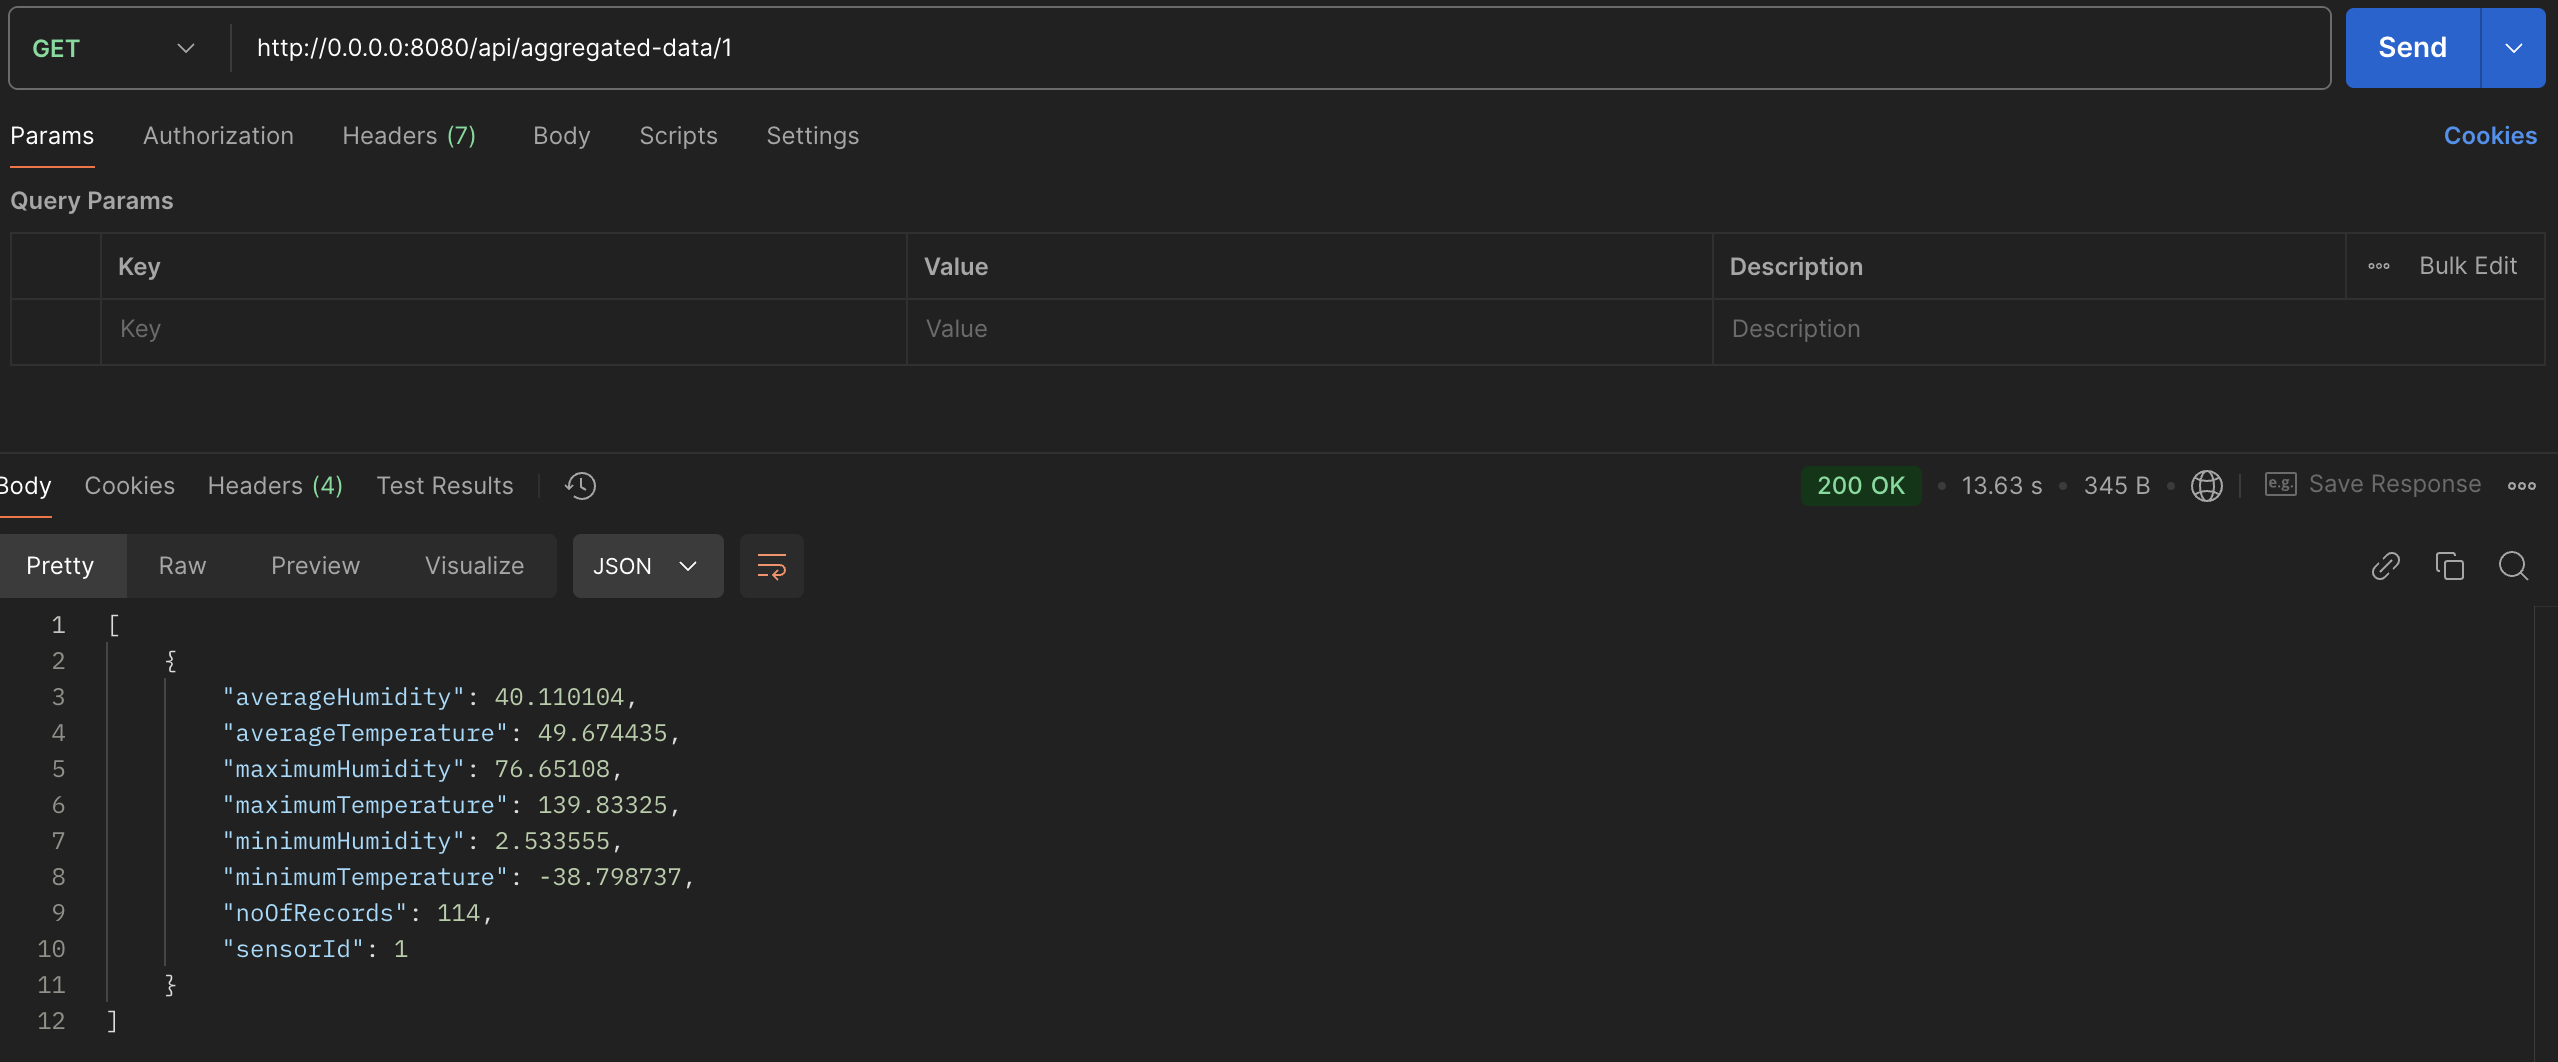 GET http://0.0.0.0:8080/api/aggregated-data/1 Send
Params Authorization Headers (7) Body Scripts Settings Cookies
Query Params
Key Value Description Bulk Edit
Key Value Description
Body Cookies Headers (4) Test Results 200 OK • 13.63 s • 345 B • e.g. Save Response
Pretty Raw Preview Visualize JSON
1 [
2 {
3 "averageHumidity": 40.110104,
4 "averageTemperature": 49.674435,
5 "maximumHumidity": 76.65108,
6 "maximumTemperature": 139.83325,
7 "minimumHumidity": 2.533555,
8 "minimumTemperature": -38.798737,
9 "noOfRecords": 114,
10 "sensorId": 1
11 }
12 ]